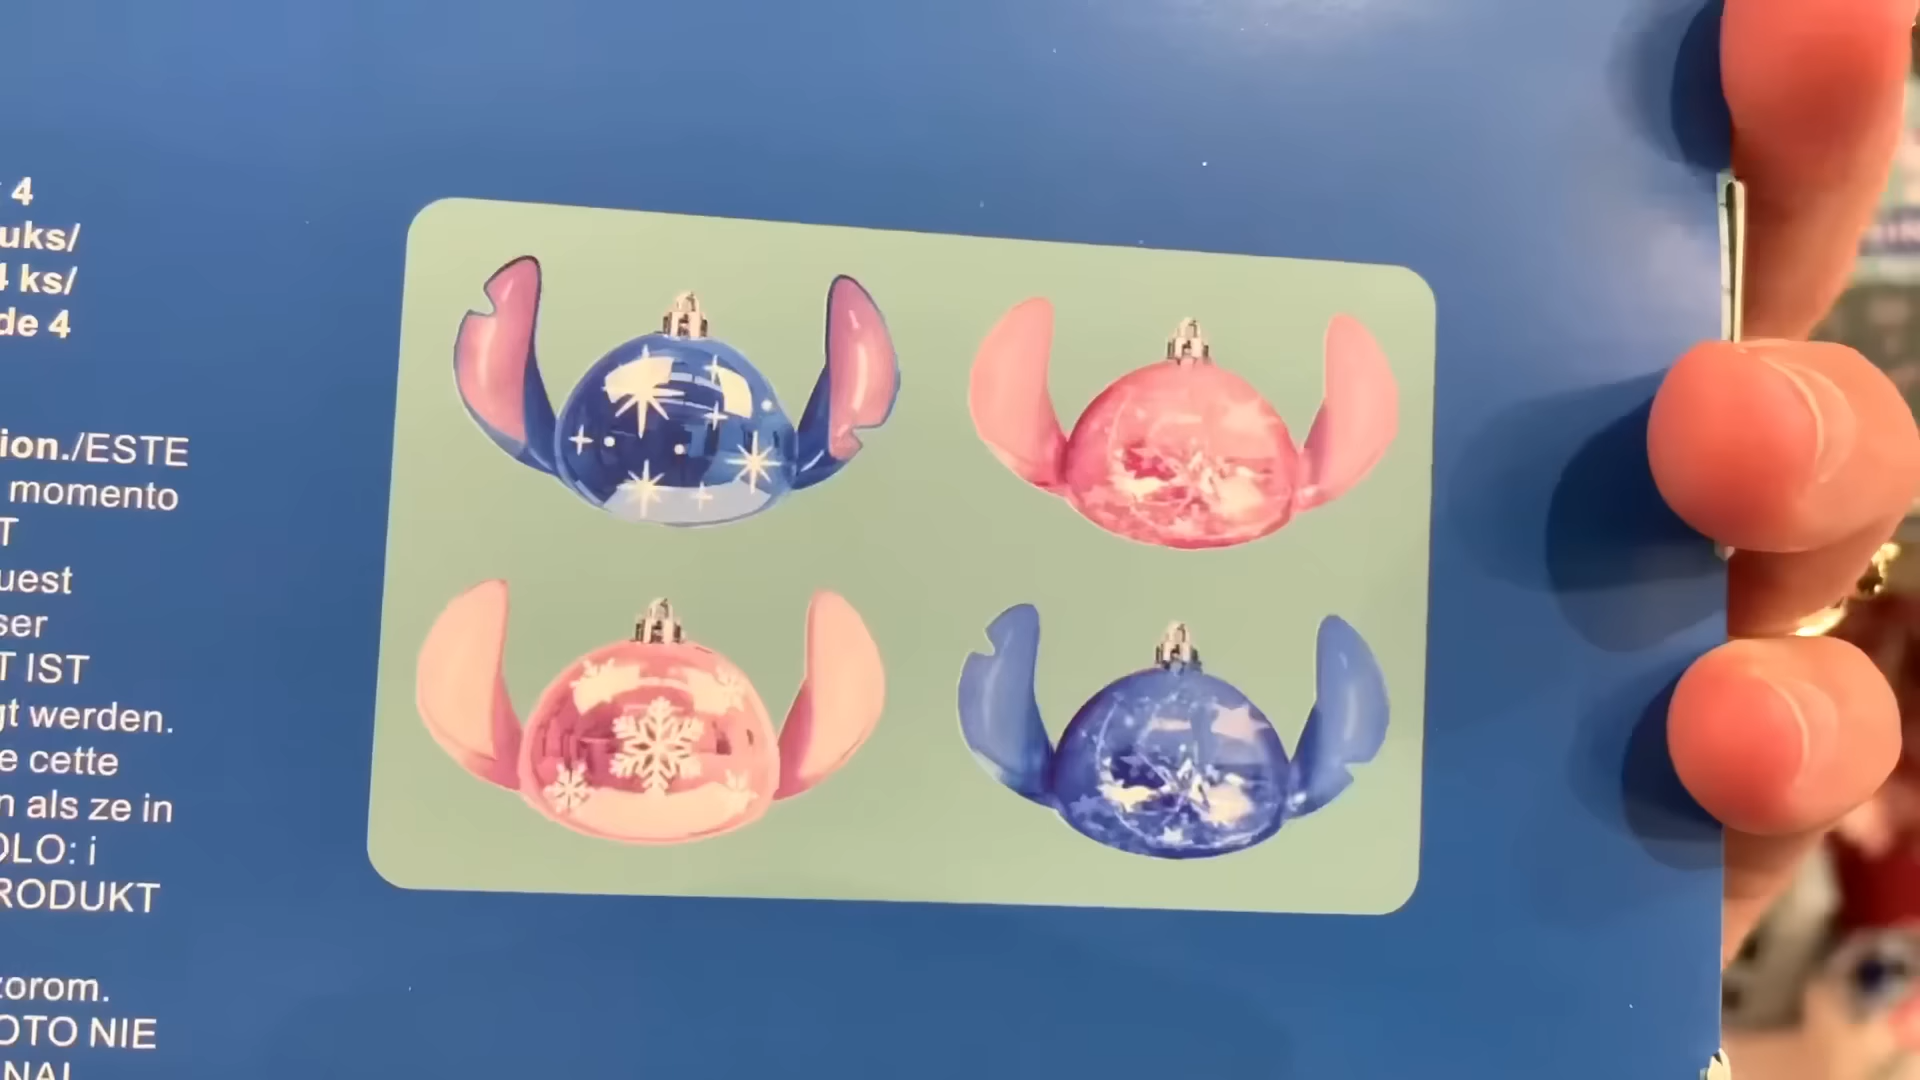 4
uks/
4 ks/
de 4
ion./ESTE
momento
T
uest
ser
T IST
gt werden.
e cette
n als ze in
OLO: i
RODUKT
zorom.
OTO NIE